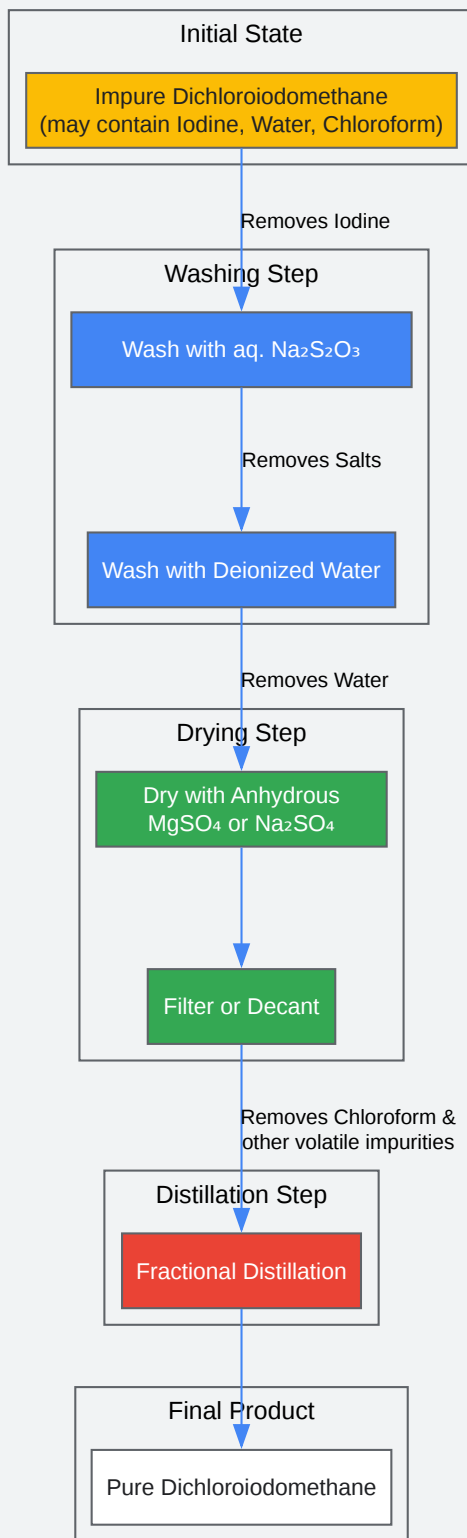 Initial State
Impure Dichloroiodomethane
(may contain Iodine, Water, Chloroform)
Removes Iodine
Washing Step
Wash with aq. Na₂S₂O₃
Removes Salts
Wash with Deionized Water
Removes Water
Drying Step
Dry with Anhydrous
MgSO₄ or Na₂SO₄
Filter or Decant
Removes Chloroform &
other volatile impurities
Distillation Step
Fractional Distillation
Final Product
Pure Dichloroiodomethane